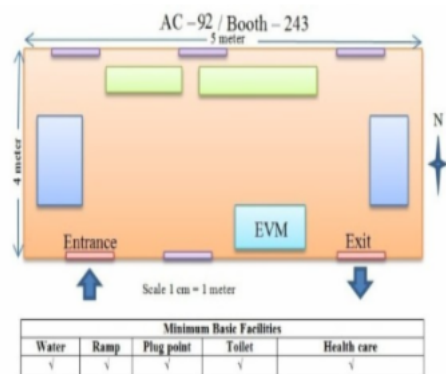 AC – 92 / Booth - 243
5 meter
4 meter
N
EVM
Entrance
Exit
Scale 1 cm = 1 meter
Minimum Basic Facilities
Water Ramp Plug point Toilet Health care
√ √ √ √ √